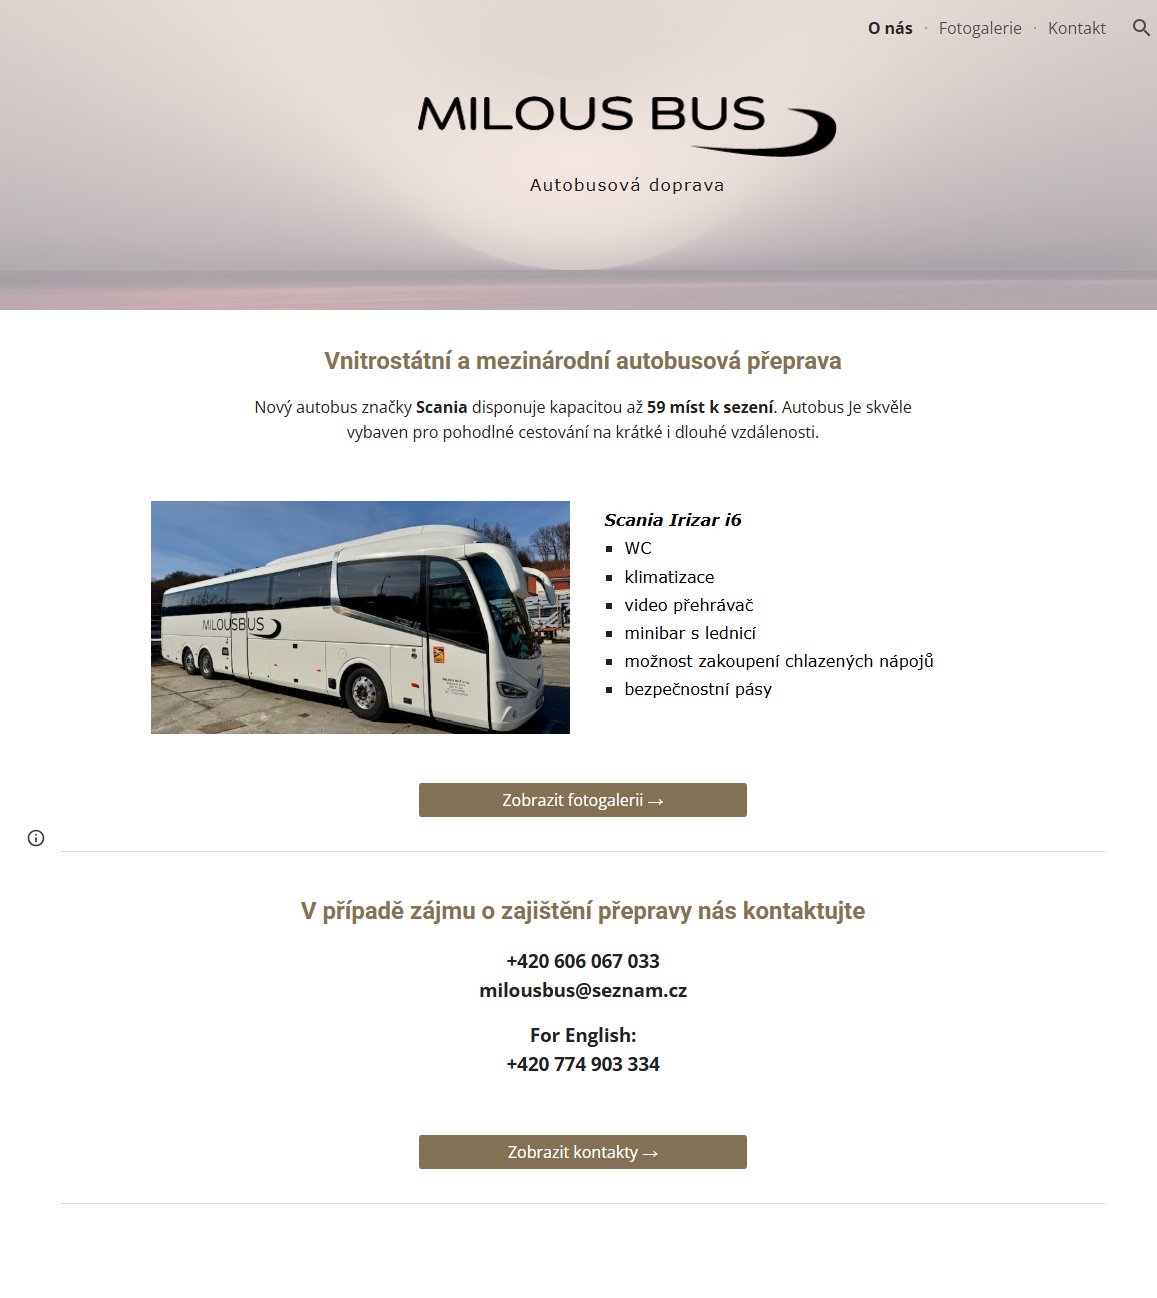 O nás · Fotogalerie · Kontakt
MILOUS BUS
Autobusová doprava
Vnitrostátní a mezinárodní autobusová přeprava
Nový autobus značky Scania disponuje kapacitou až 59 míst k sezení. Autobus Je skvěle
vybaven pro pohodlné cestování na krátké i dlouhé vzdálenosti.
MILOUSBUS
Scania Irizar i6
▪ WC
▪ klimatizace
▪ video přehrávač
▪ minibar s lednicí
▪ možnost zakoupení chlazených nápojů
▪ bezpečnostní pásy
Zobrazit fotogalerii →
V případě zájmu o zajištění přepravy nás kontaktujte
+420 606 067 033
milousbus@seznam.cz
For English:
+420 774 903 334
Zobrazit kontakty →